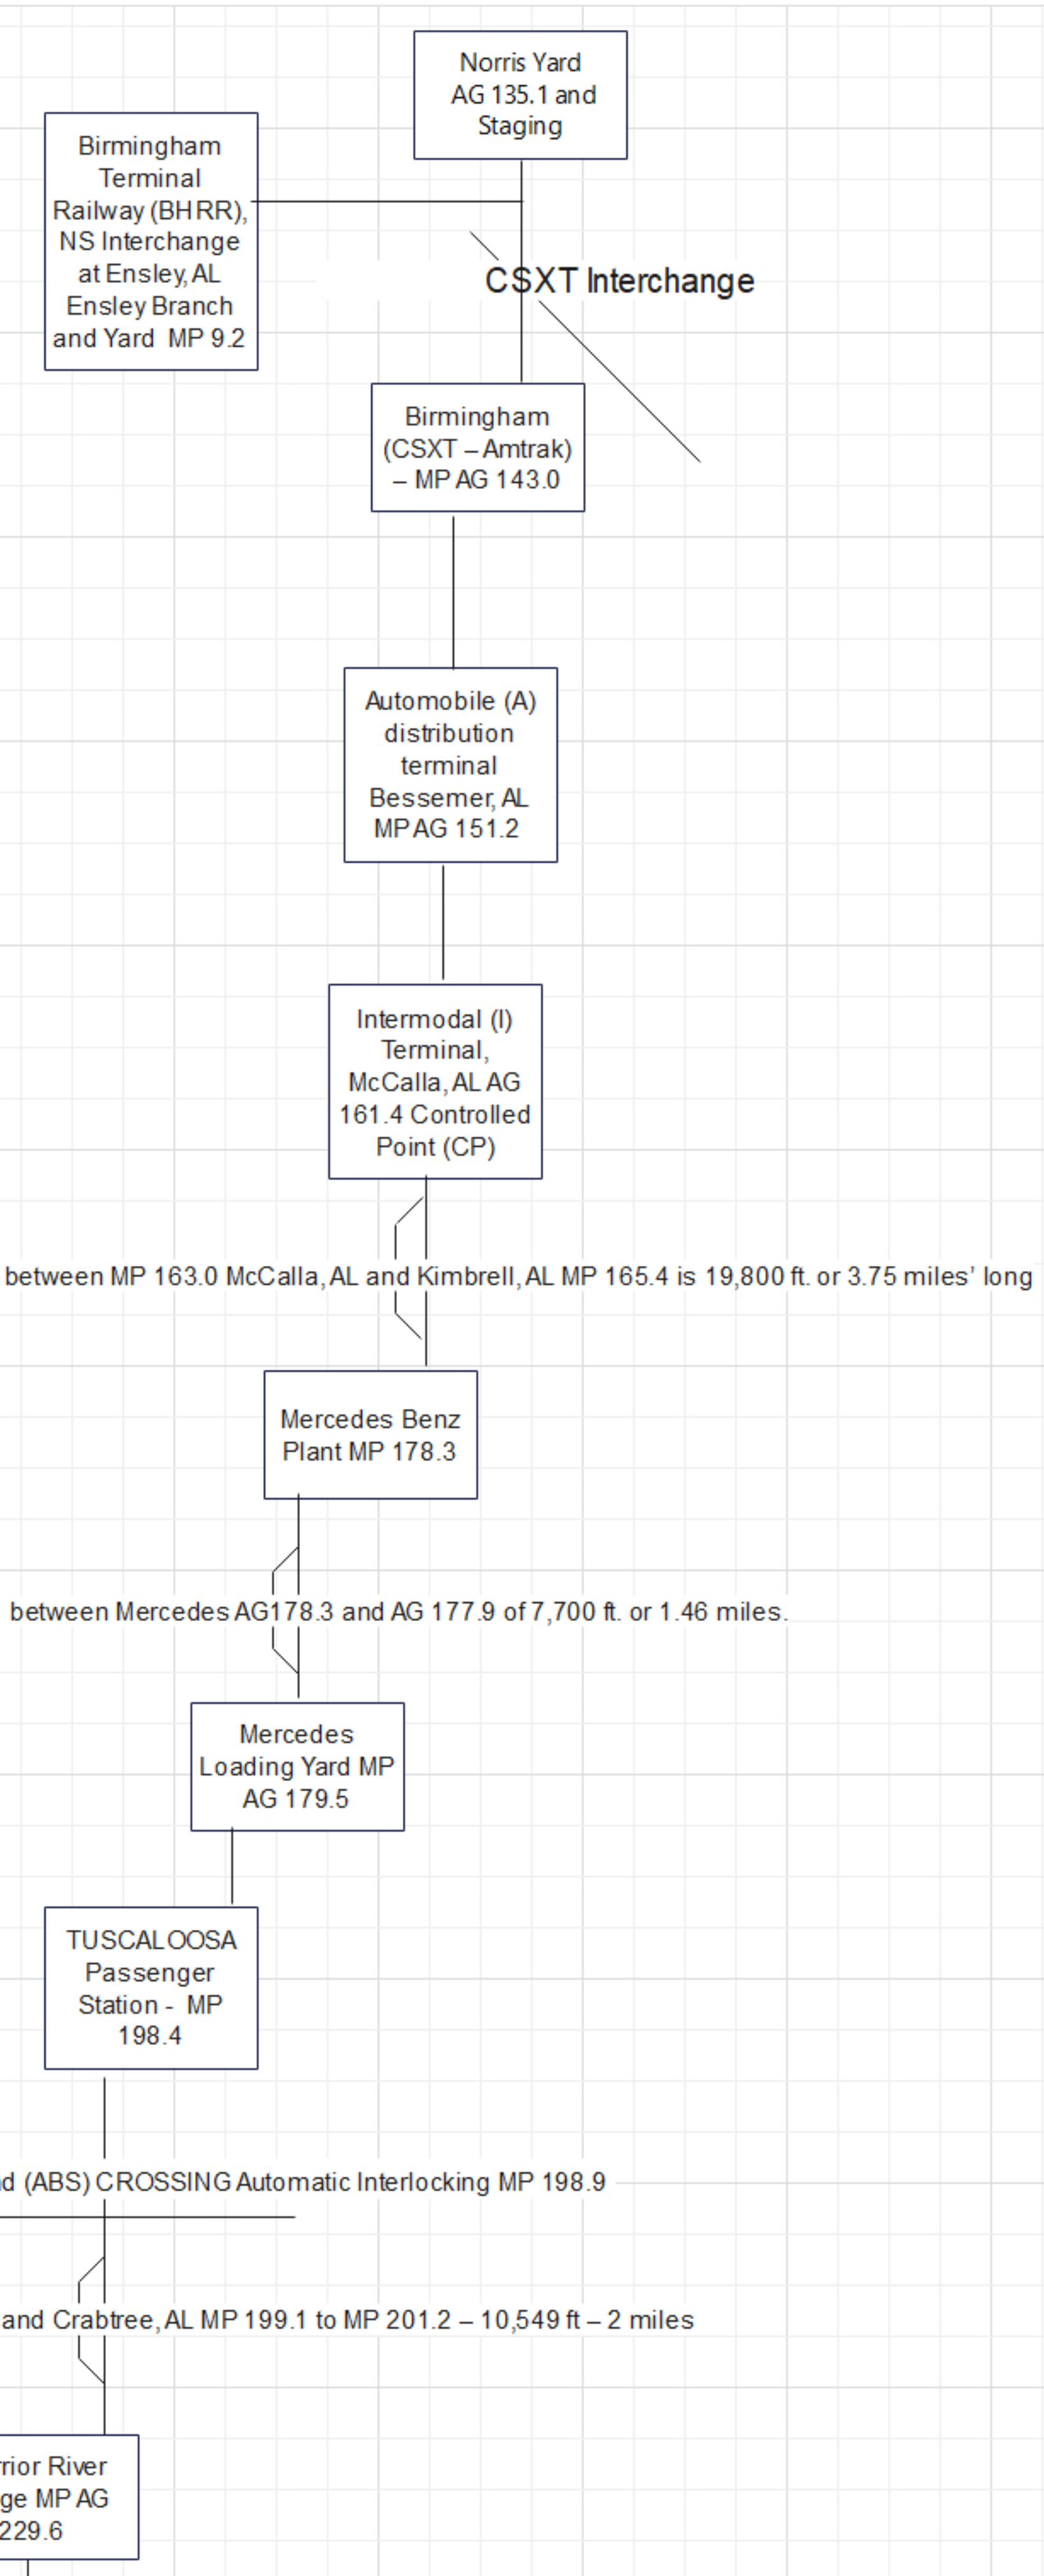 Norris Yard
AG 135.1 and
Staging
Birmingham
Terminal
Railway (BHRR),
NS Interchange
at Ensley, AL
Ensley Branch
and Yard MP 9.2
CSXT Interchange
Birmingham
(CSXT – Amtrak)
– MP AG 143.0
Automobile (A)
distribution
terminal
Bessemer, AL
MP AG 151.2
Intermodal (I)
Terminal,
McCalla, AL AG
161.4 Controlled
Point (CP)
between MP 163.0 McCalla, AL and Kimbrell, AL MP 165.4 is 19,800 ft. or 3.75 miles’ long
Mercedes Benz
Plant MP 178.3
between Mercedes AG178.3 and AG 177.9 of 7,700 ft. or 1.46 miles.
Mercedes
Loading Yard MP
AG 179.5
TUSCALOOSA
Passenger
Station - MP
198.4
(ABS) CROSSING Automatic Interlocking MP 198.9
and Crabtree, AL MP 199.1 to MP 201.2 – 10,549 ft – 2 miles
River
MP AG
229.6